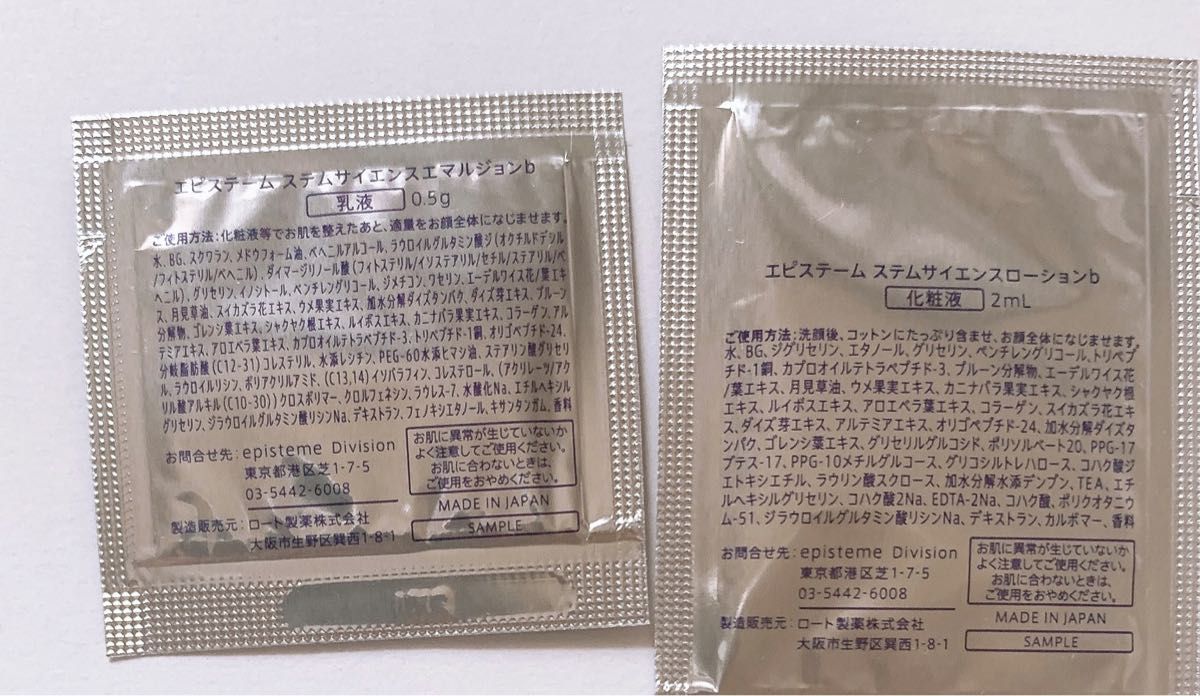 エピステーム ステムサイエンスエマルジョンb
乳液 0.5g
ご使用方法:化粧液等でお肌を整えたあと、適量をお顔全体になじませます。
水、BG、スクワラン、メドウフォーム油、ベヘニルアルコール、ラウロイルグルタミン酸ジ(オクチルドデシル
/フィトステリル/ベヘニル)、ダイマージリノール酸(フィトステリル/イソステアリル/セチル/ステアリル/ベ
ヘニル)、グリセリン、イノシトール、ペンチレングリコール、ジメチコン、ワセリン、エーデルワイス花/葉エキ
ス、月見草油、スイカズラ花エキス、ウメ果実エキス、加水分解ダイズタンパク、ダイズ芽エキス、プルーン
分解物、ゴレンシ葉エキス、シャクヤク根エキス、ルイボスエキス、カニナバラ果実エキス、コラーゲン、アル
テミアエキス、アロエベラ葉エキス、カプロオイルテトラペプチド-3、トリペプチド-1銅、オリゴペプチド-24、
分岐脂肪酸(C12-31)コレステリル、水添レシチン、PEG-60水添ヒマシ油、ステアリン酸グリセリ
ル、ラウロイルリシン、ポリアクリルアミド、(C13,14)イソパラフィン、コレステロール、(アクリレーツ/アク
リル酸アルキル(C10-30))クロスポリマー、クロルフェネシン、ラウレス-7、水酸化Na、エチルヘキシル
グリセリン、ジラウロイルグルタミン酸リシンNa、デキストラン、フェノキシエタノール、キサンタンガム、香料
お問合せ先:episteme Division
東京都港区芝1-7-5
03-5442-6008
製造販売元:ロート製薬株式会社
大阪市生野区巽西1-8-1
お肌に異常が生じていないか
よく注意してご使用ください。
お肌に合わないときは、
ご使用をおやめください。
MADE IN JAPAN
SAMPLE
エピステーム ステムサイエンスローションb
化粧液 2mL
ご使用方法:洗顔後、コットンにたっぷり含ませ、お顔全体になじませます。
水、BG、ジグリセリン、エタノール、グリセリン、ペンチレングリコール、トリペプ
チド-1銅、カプロオイルテトラペプチド-3、プルーン分解物、エーデルワイス花
/葉エキス、月見草油、ウメ果実エキス、カニナバラ果実エキス、シャクヤク根
エキス、ルイボスエキス、アロエベラ葉エキス、コラーゲン、スイカズラ花エキ
ス、ダイズ芽エキス、アルテミアエキス、オリゴペプチド-24、加水分解ダイズタ
ンパク、ゴレンシ葉エキス、グリセリルグルコシド、ポリソルベート20、PPG-17
ブテス-17、PPG-10メチルグルコース、グリコシルトレハロース、コハク酸ジ
エトキシエチル、ラウリン酸スクロース、加水分解水添デンプン、TEA、エチ
ルヘキシルグリセリン、コハク酸2Na、EDTA-2Na、コハク酸、ポリクオタニウ
ム-51、ジラウロイルグルタミン酸リシンNa、デキストラン、カルボマー、香料
お問合せ先:episteme Division
東京都港区芝1-7-5
03-5442-6008
製造販売元:ロート製薬株式会社
大阪市生野区巽西1-8-1
お肌に異常が生じていないか
よく注意してご使用ください。
お肌に合わないときは、
ご使用をおやめください。
MADE IN JAPAN
SAMPLE